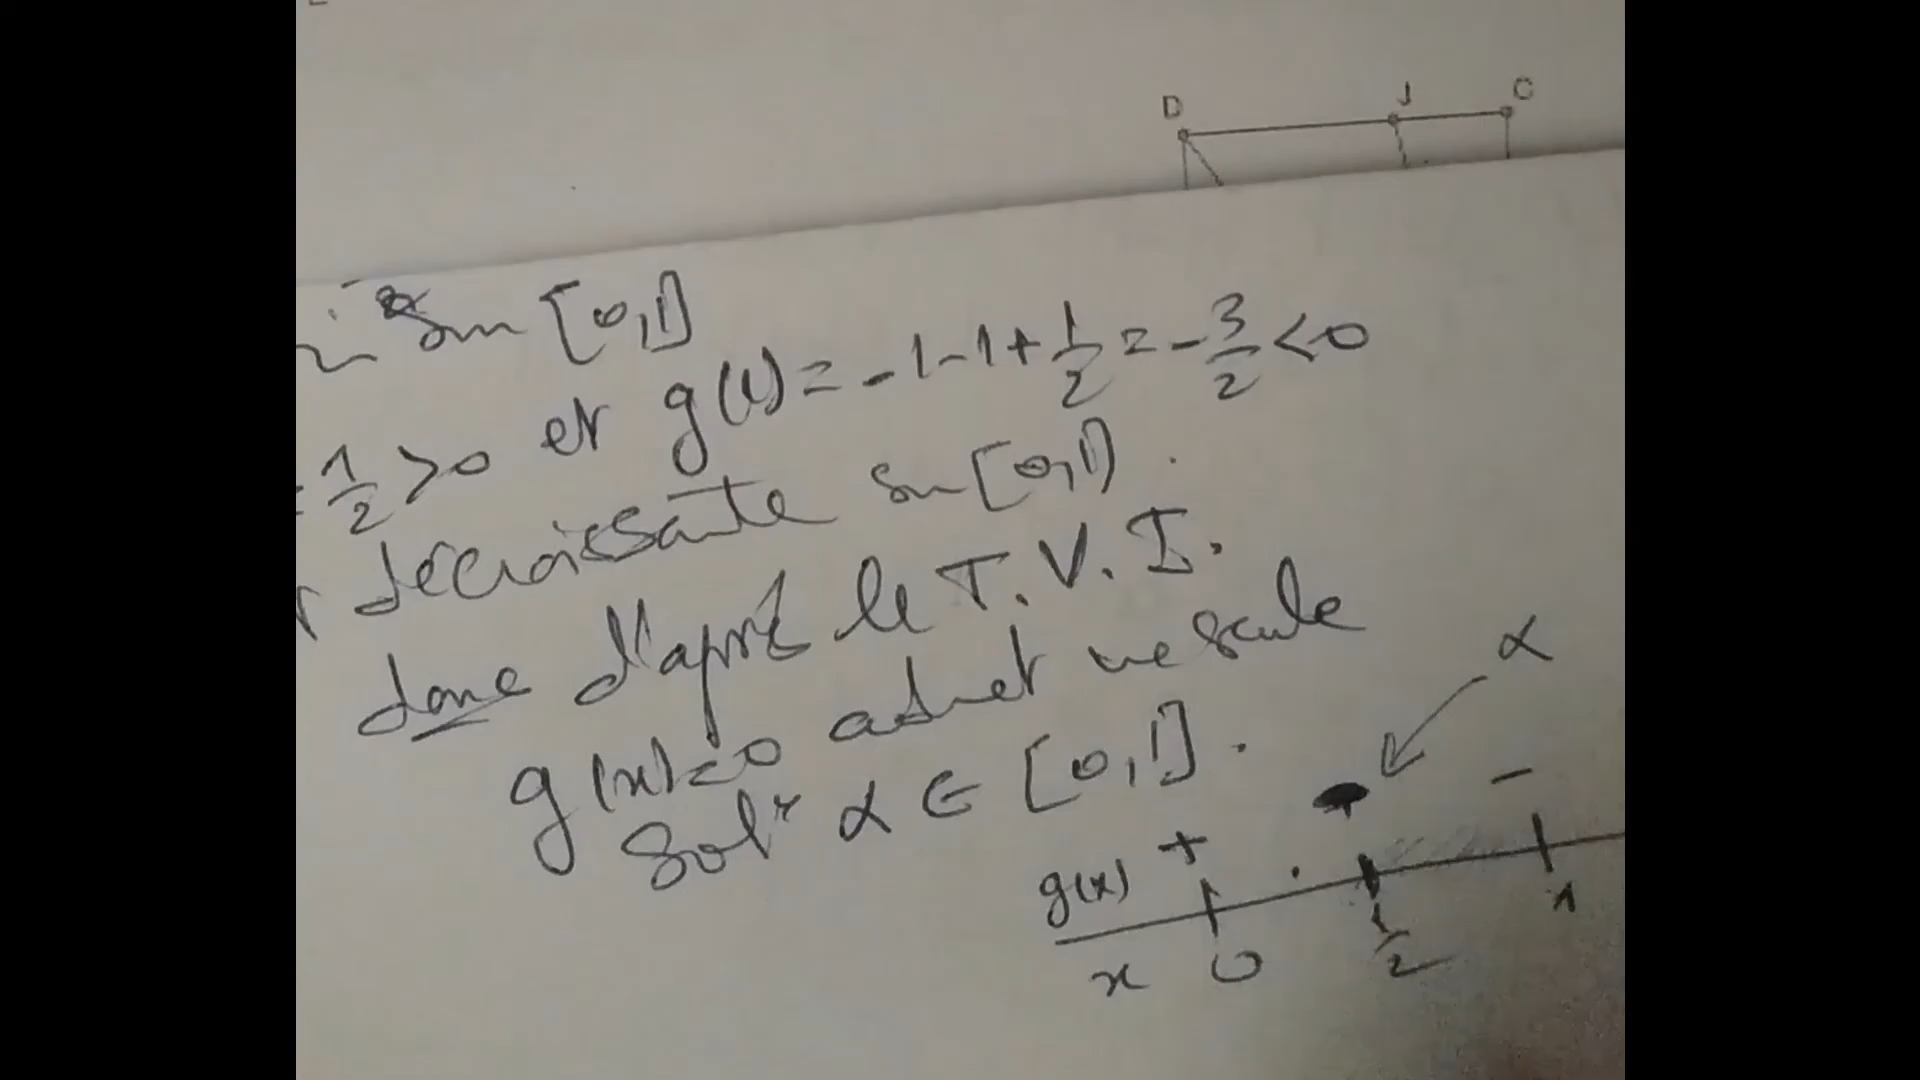 D J C
sur [0,1]
= 1/2 > 0 et g(1) = -1-1+1/2 = -3/2 < 0
décroissante sur [0,1].
donc d'après le T.V.I.
g(x)=0 admet une seule
solº α ∈ [0,1].
α
g(x) + -
x 0 1/2 1